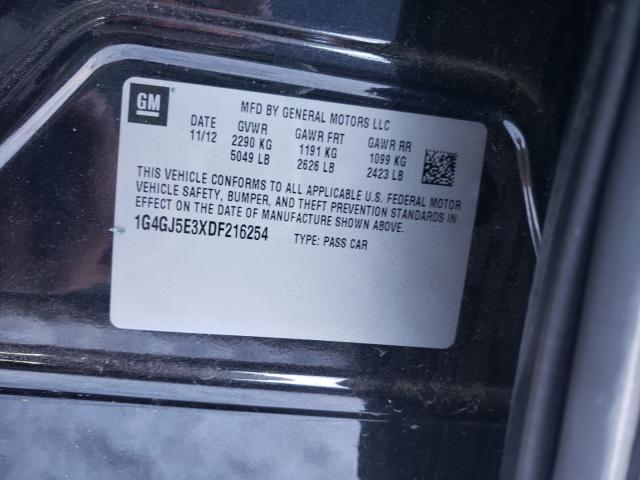 GM
MFD BY GENERAL MOTORS LLC
DATE GVWR GAWR FRT GAWR RR
11/12 2290 KG 1191 KG 1099 KG
5049 LB 2626 LB 2423 LB
THIS VEHICLE CONFORMS TO ALL APPLICABLE U.S. FEDERAL MOTOR
VEHICLE SAFETY, BUMPER, AND THEFT PREVENTION STANDARDS IN
EFFECT ON THE DATE OF MANUFACTURE SHOWN ABOVE.
1G4GJ5E3XDF216254 TYPE: PASS CAR